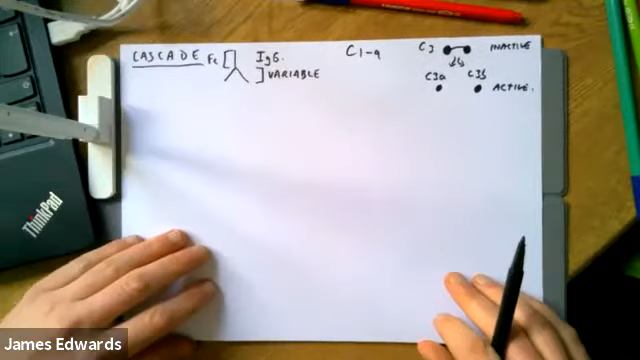 CASCADE Fc IgG. C1-9 C3 INACTIVE
VARIABLE
C3a C3b ACTIVE.
ThinkPad
James Edwards